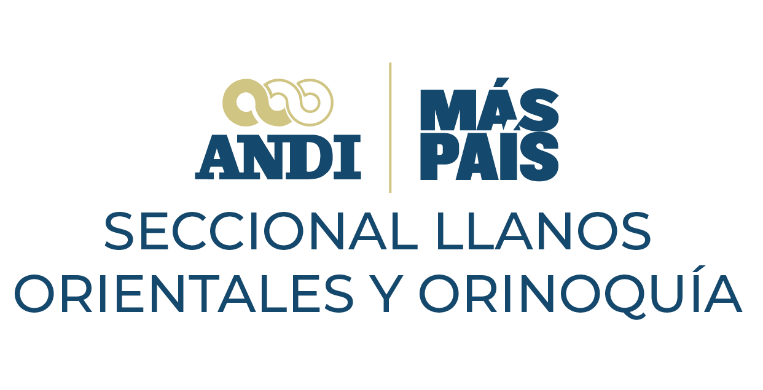 ANDI
MÁS
PAÍS
SECCIONAL LLANOS
ORIENTALES Y ORINOQUÍA